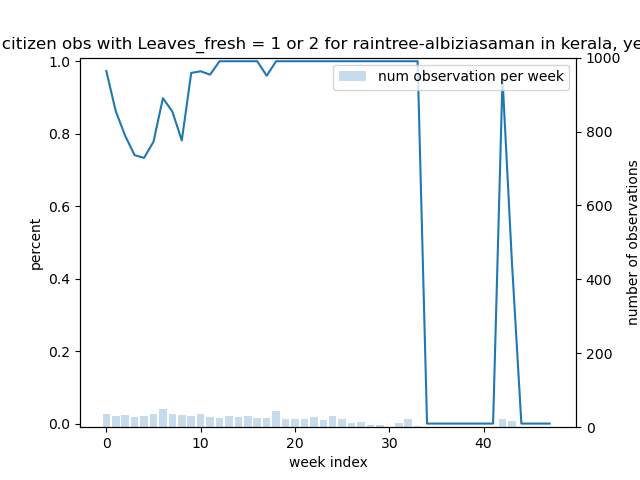 citizen obs with Leaves_fresh = 1 or 2 for raintree-albiziasaman in kerala,
num observation per week
1.0
0.8
0.6
0.4
0.2
0.0
percent
1000
800
600
400
200
0
number of observations
0 10 20 30 40
week index